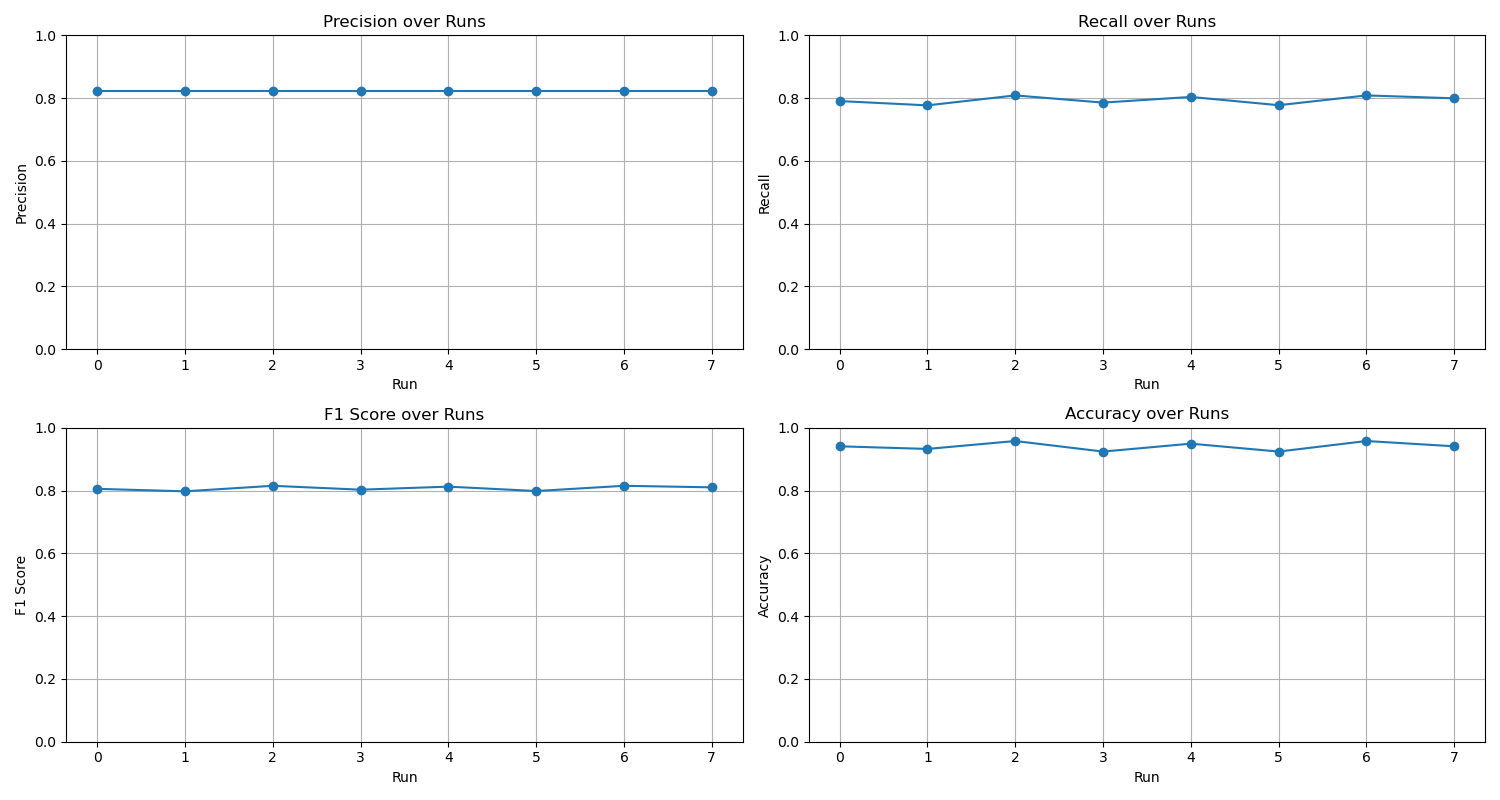 Precision over Runs
1.0
0.8
0.6
0.4
0.2
0.0
Precision
0 1 2 3 4 5 6 7
Run
Recall over Runs
1.0
0.8
0.6
0.4
0.2
0.0
Recall
0 1 2 3 4 5 6 7
Run
F1 Score over Runs
1.0
0.8
0.6
0.4
0.2
0.0
F1 Score
0 1 2 3 4 5 6 7
Run
Accuracy over Runs
1.0
0.8
0.6
0.4
0.2
0.0
Accuracy
0 1 2 3 4 5 6 7
Run